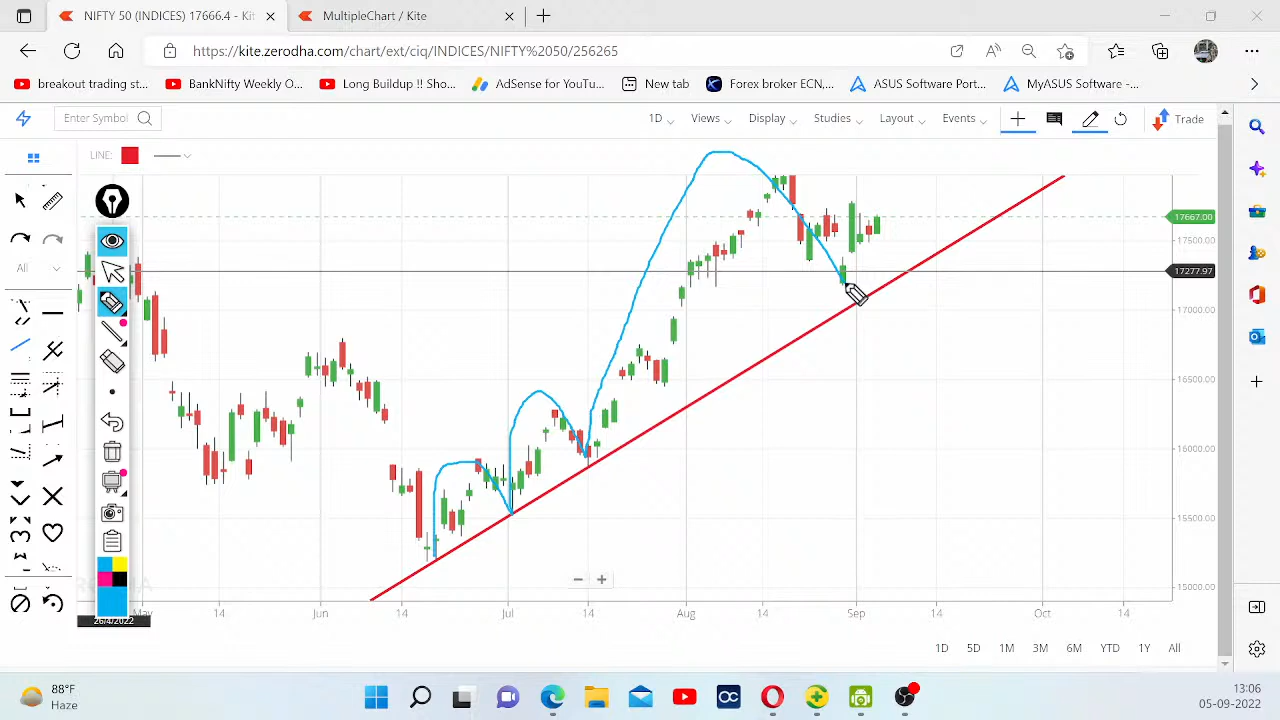 NIFTY 50 (INDICES) 17666.4 - Kit
MultipleChart / Kite
https://kite.zerodha.com/chart/ext/ciq/INDICES/NIFTY%2050/256265
breakout trading st...
BankNifty Weekly O...
Long Buildup !! Sho...
AdSense for YouTu...
New tab
Forex broker ECN,...
ASUS Software Port...
MyASUS Software -...
Enter Symbol
1D
Views
Display
Studies
Layout
Events
Trade
LINE:
17667.00
17500.00
17277.97
All
17000.00
16500.00
16000.00
15500.00
15000.00
May
14
Jun
14
Jul
14
Aug
14
Sep
14
Oct
14
26/4/2022
1D 5D 1M 3M 6M YTD 1Y All
88°F
Haze
13:06
05-09-2022